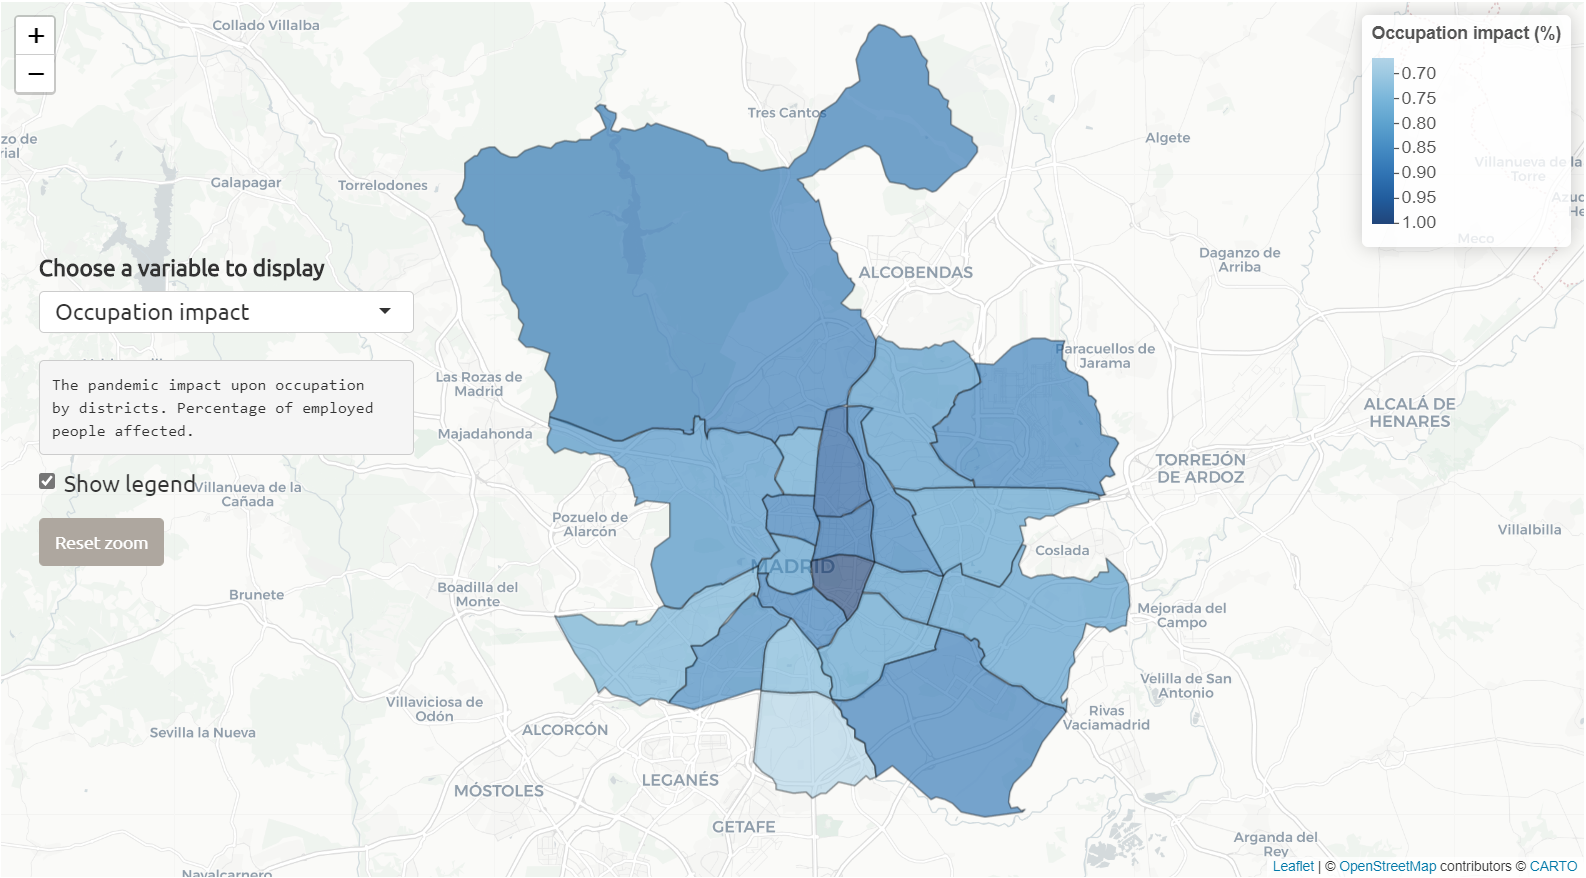 +
−
Collado Villalba
Tres Cantos
Algete
Galapagar
Torrelodones
Villanueva de la
Torre
Meco
Daganzo de
Arriba
ALCOBENDAS
Occupation impact (%)
0.70
0.75
0.80
0.85
0.90
0.95
1.00
Choose a variable to display
Occupation impact
The pandemic impact upon occupation
by districts. Percentage of employed
people affected.
Show legend
Reset zoom
Las Rozas de
Madrid
Majadahonda
Villanueva de la
Cañada
Pozuelo de
Alarcón
Paracuellos de
Jarama
ALCALÁ DE
HENARES
TORREJÓN
DE ARDOZ
Villalbilla
Coslada
MADRID
Brunete
Boadilla del
Monte
Mejorada del
Campo
Velilla de San
Antonio
Rivas
Vaciamadrid
Villaviciosa de
Odón
Sevilla la Nueva
ALCORCÓN
LEGANÉS
MÓSTOLES
GETAFE
Arganda del
Rey
Navalcarnero
Leaflet | © OpenStreetMap contributors © CARTO